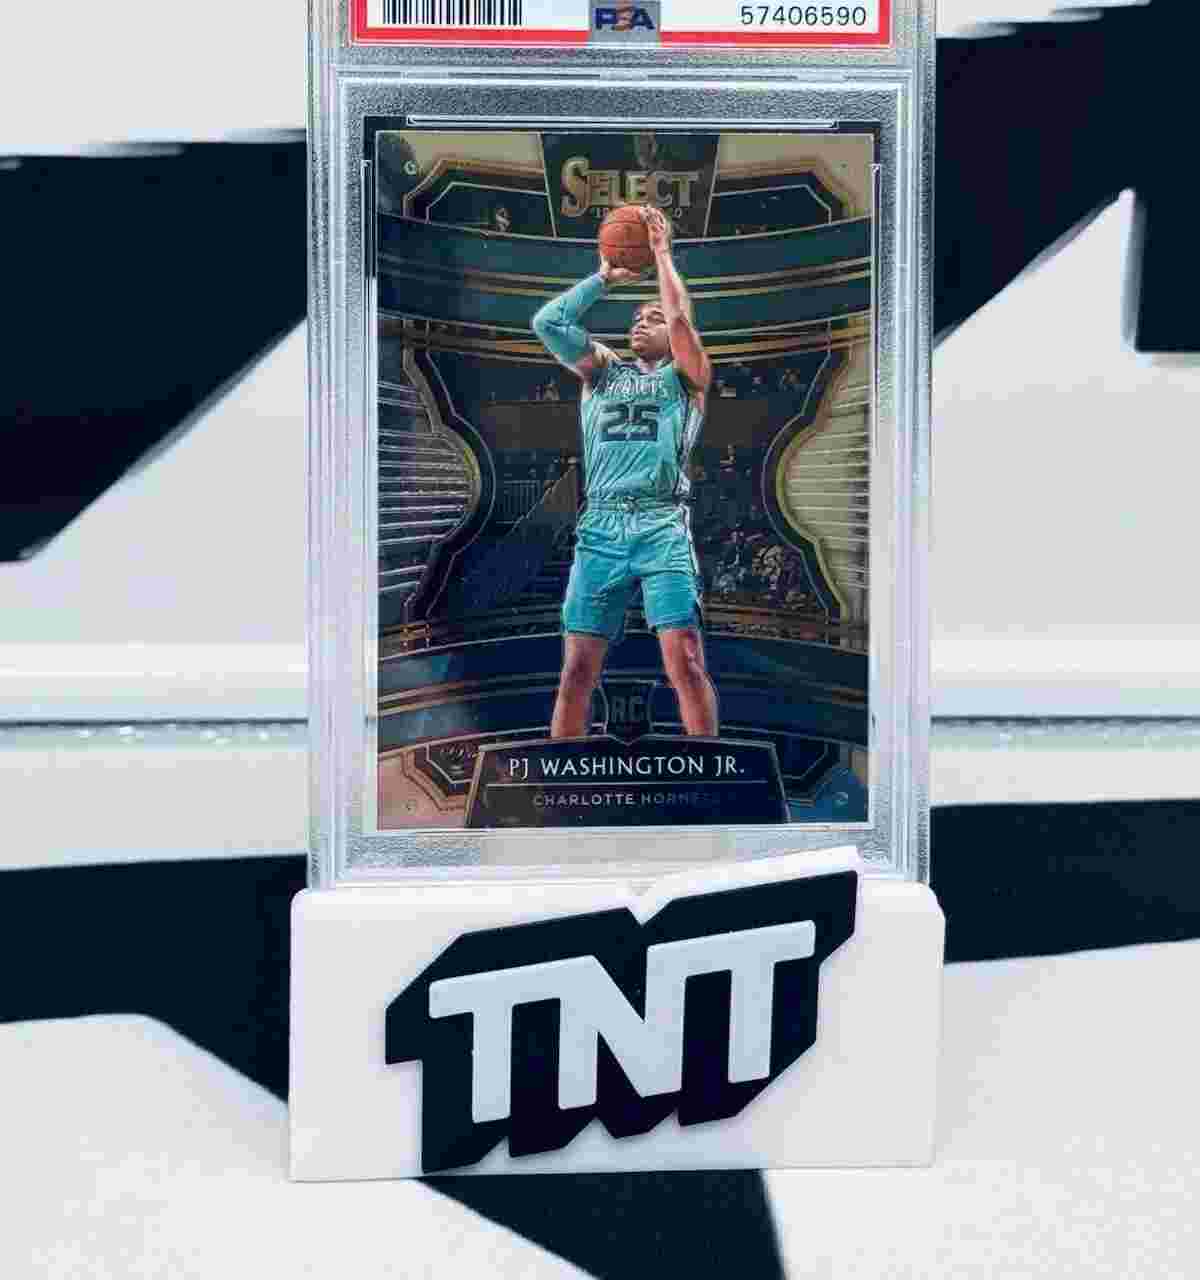 PSA
57406590
SELECT
HORNETS
25
RC
PJ WASHINGTON JR.
CHARLOTTE HORNETS
TNT